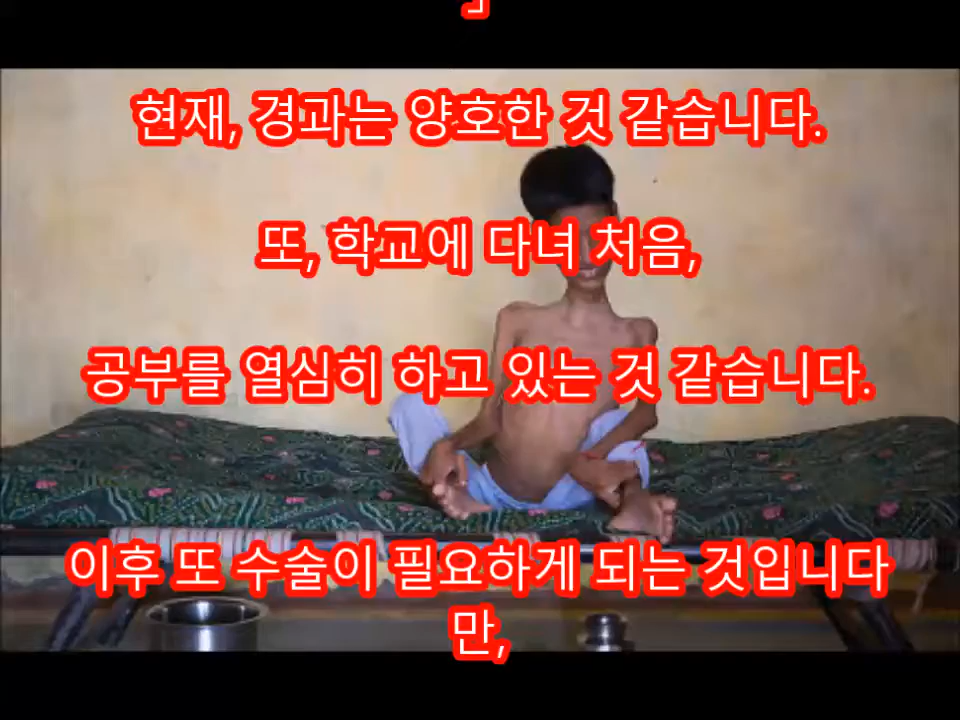 」
현재, 경과는 양호한 것 같습니다.
또, 학교에 다녀 처음,
공부를 열심히 하고 있는 것 같습니다.
이후 또 수술이 필요하게 되는 것입니다
만,